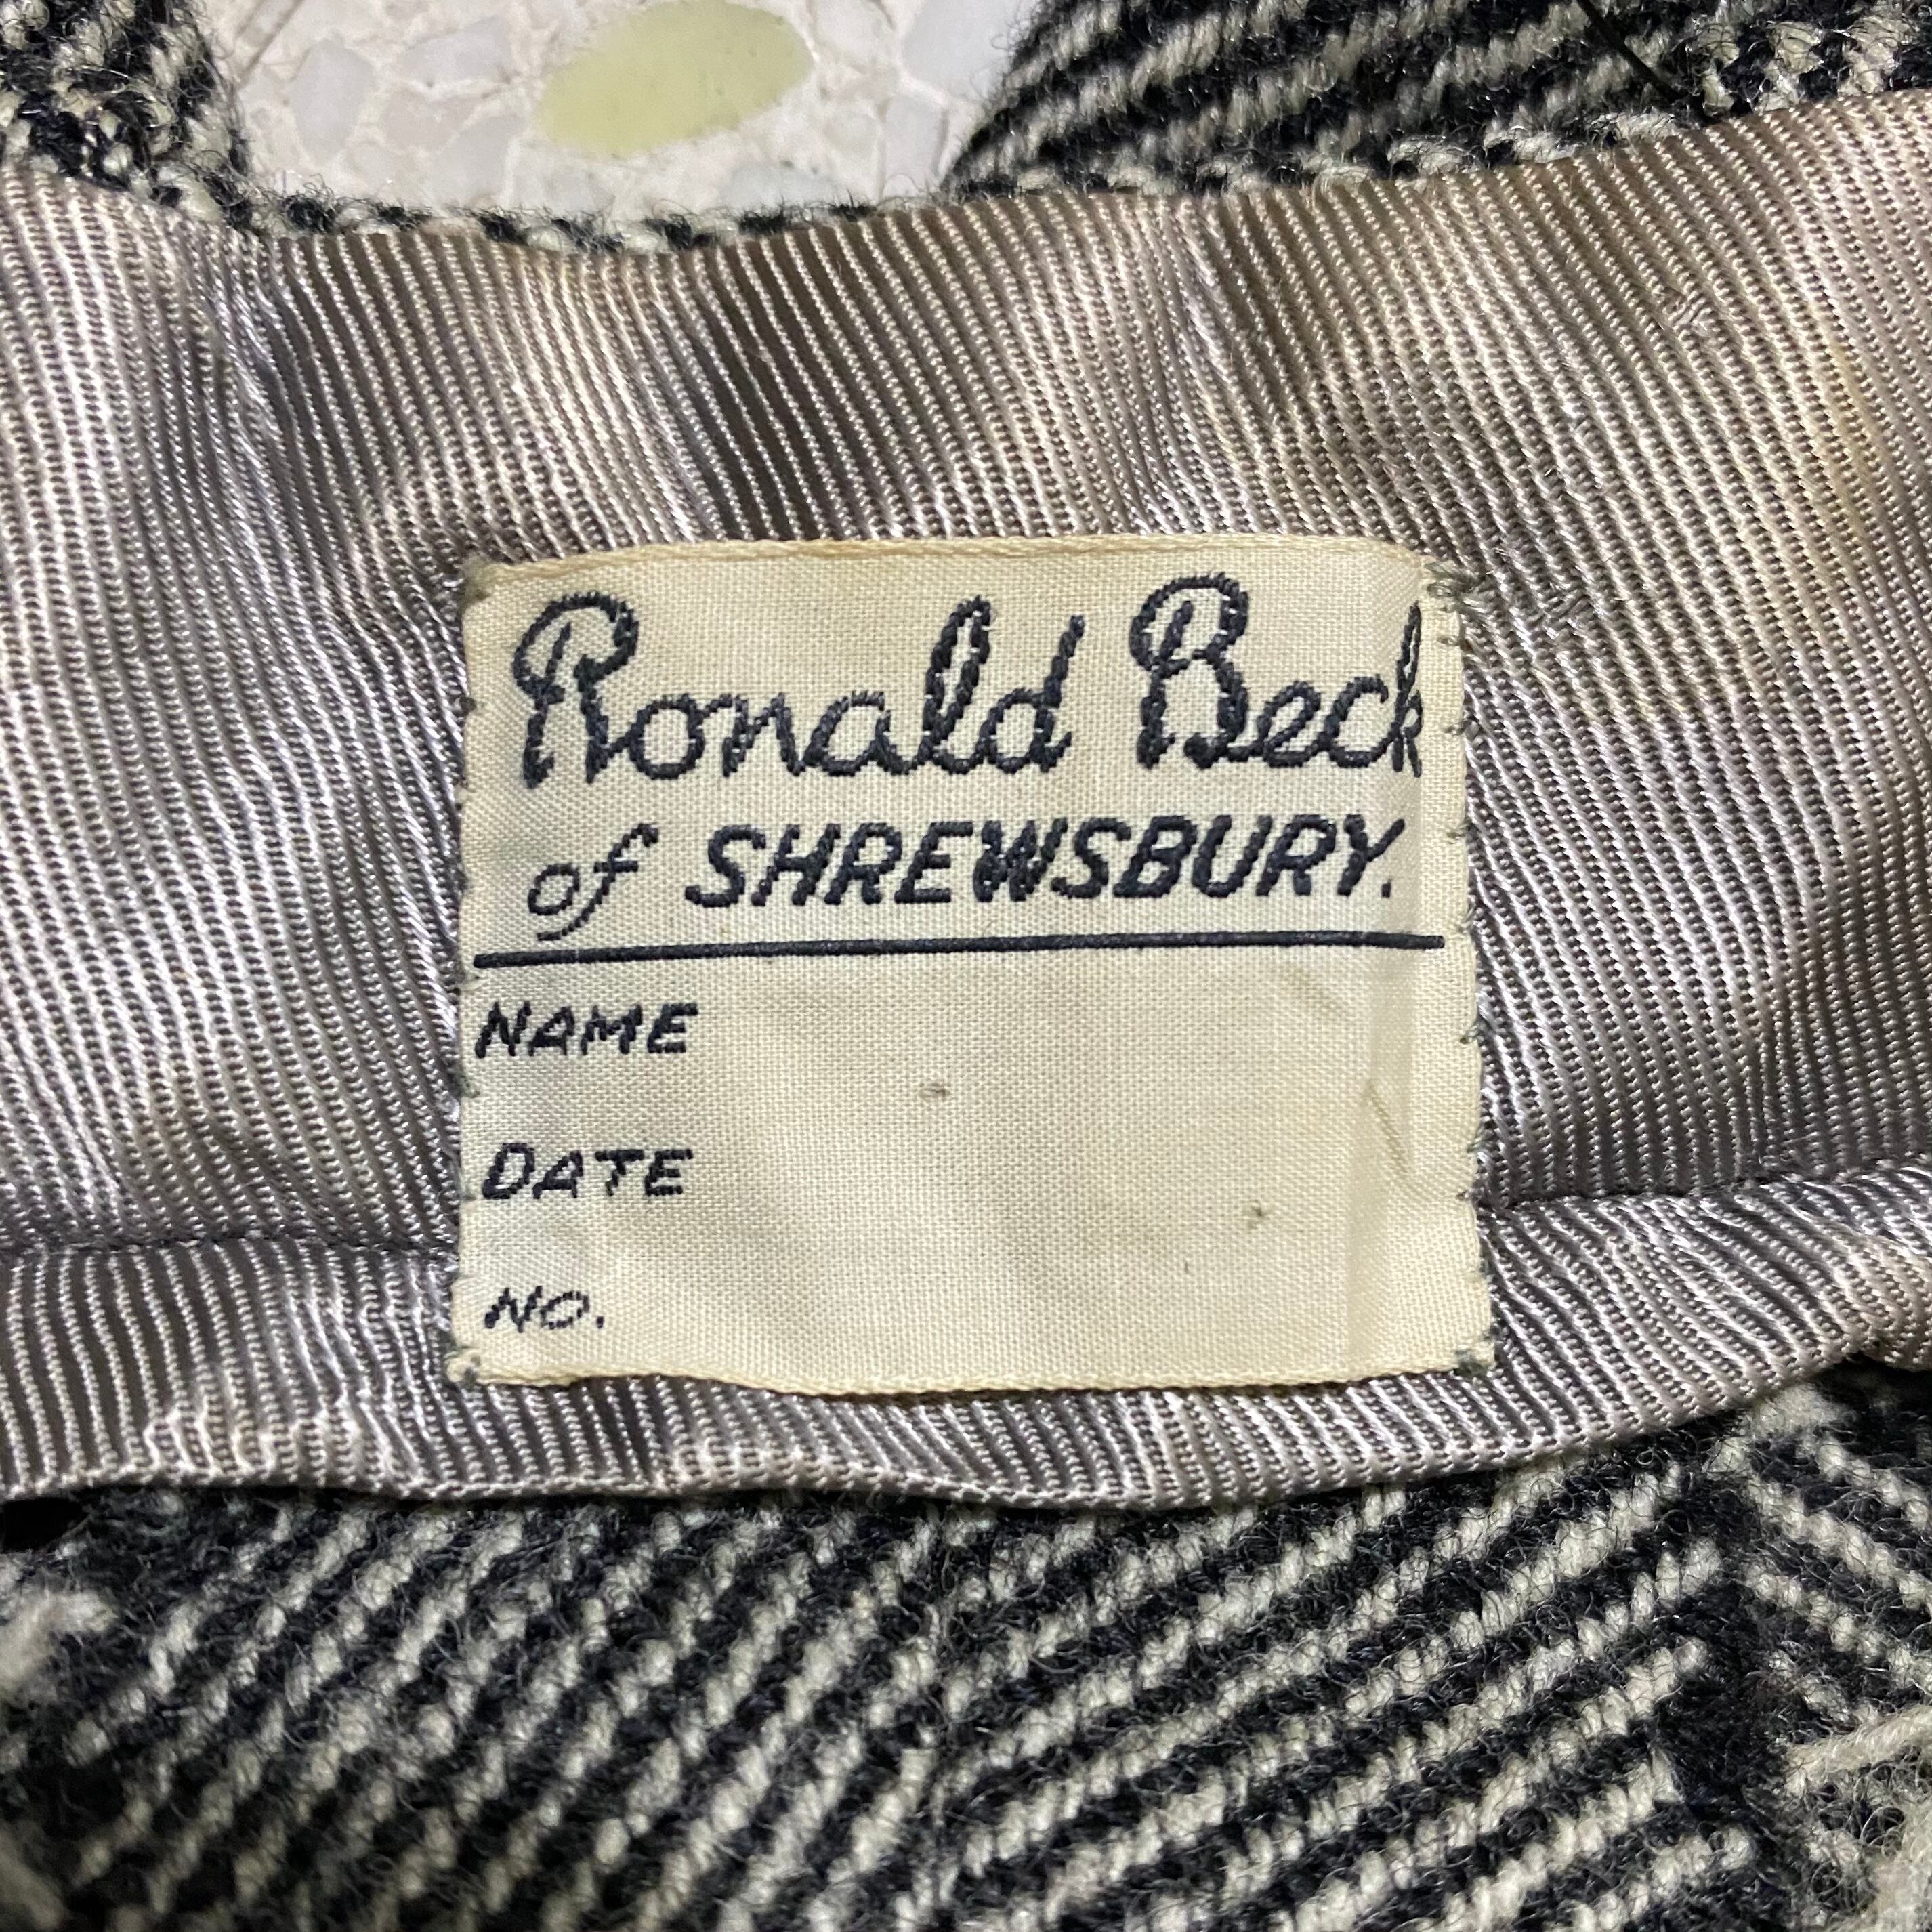 Ronald Beck
of SHREWSBURY.
NAME
DATE
NO.